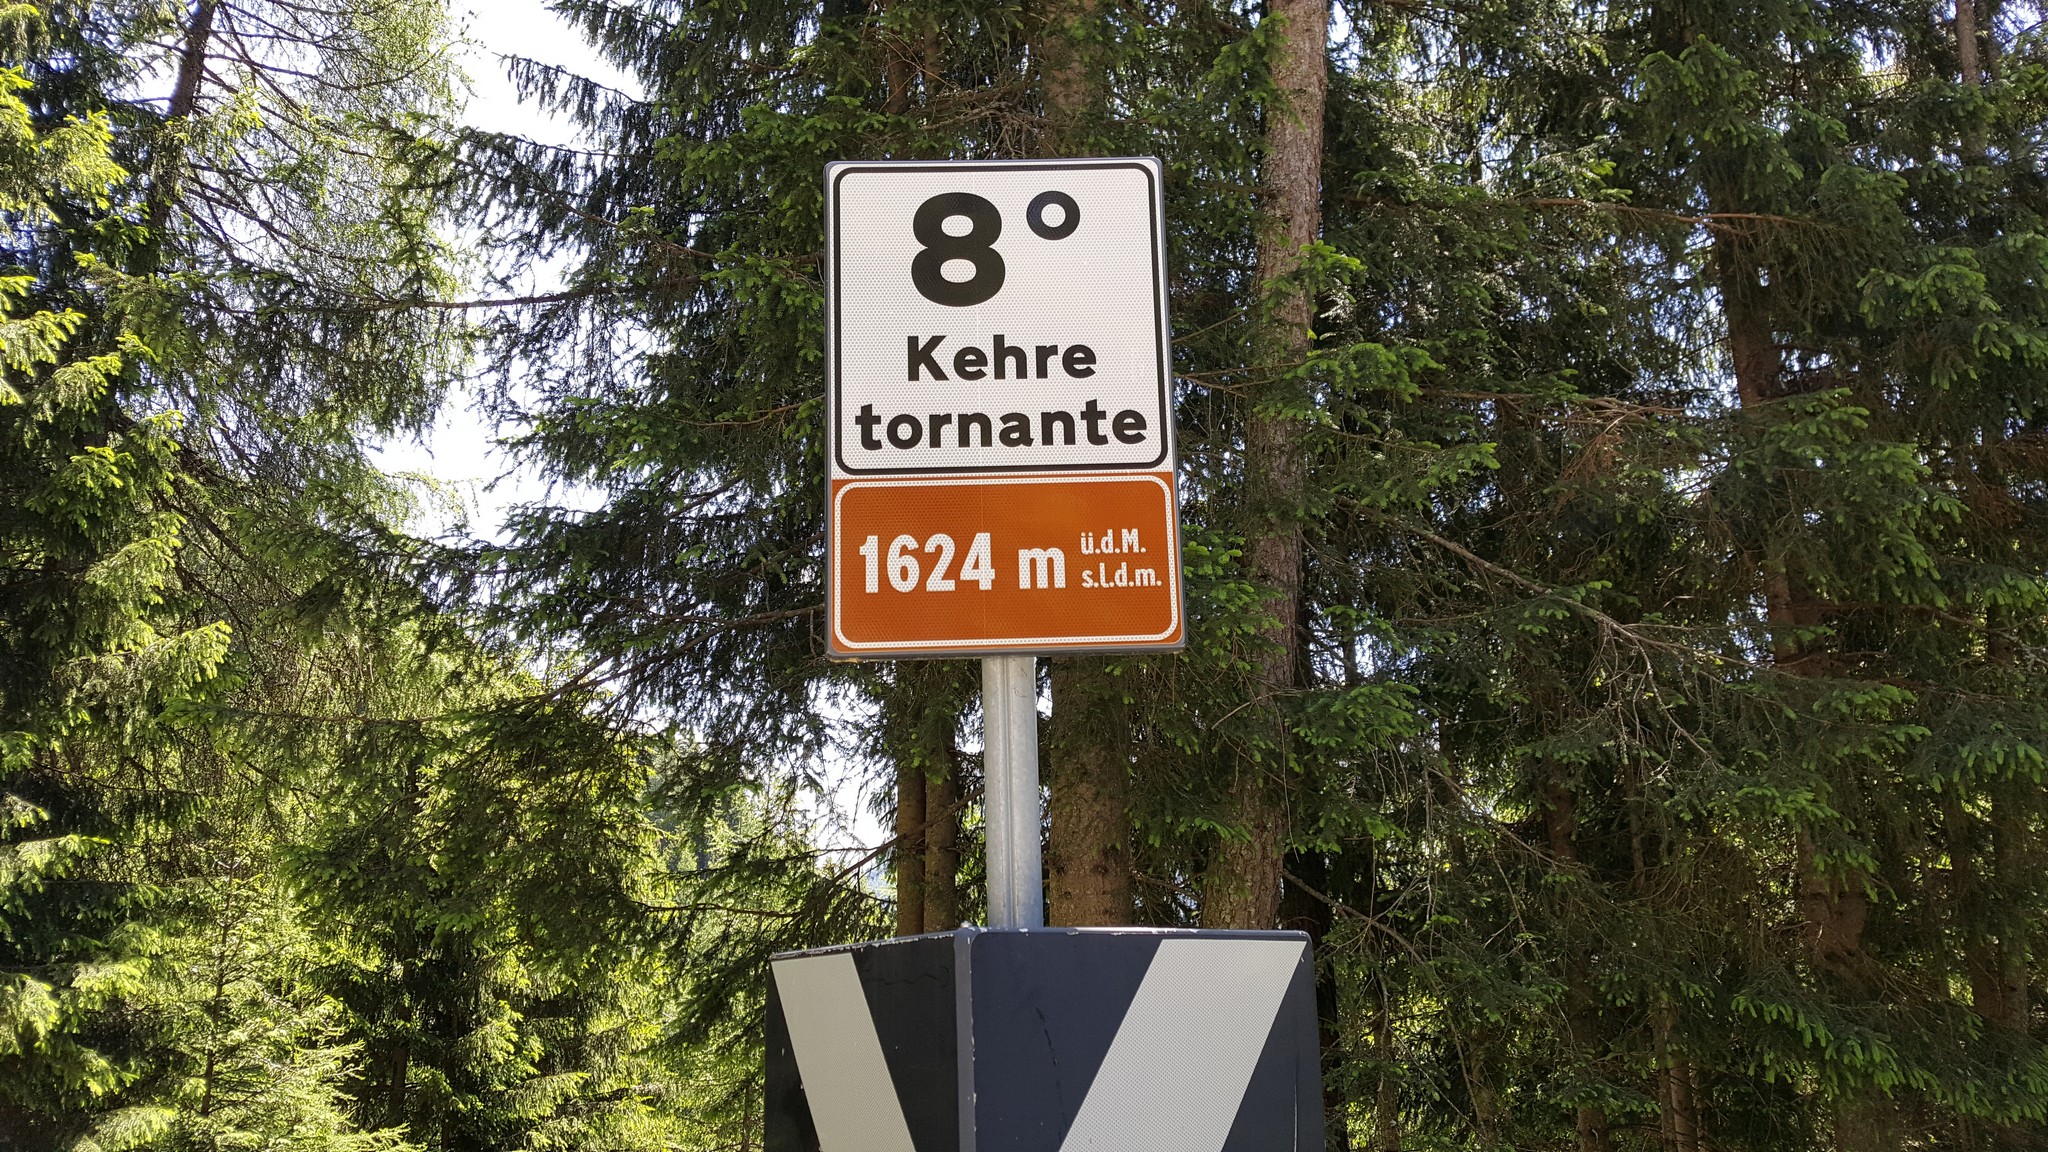 8°
Kehre
tornante
1624 m ü.d.M.
s.l.d.m.